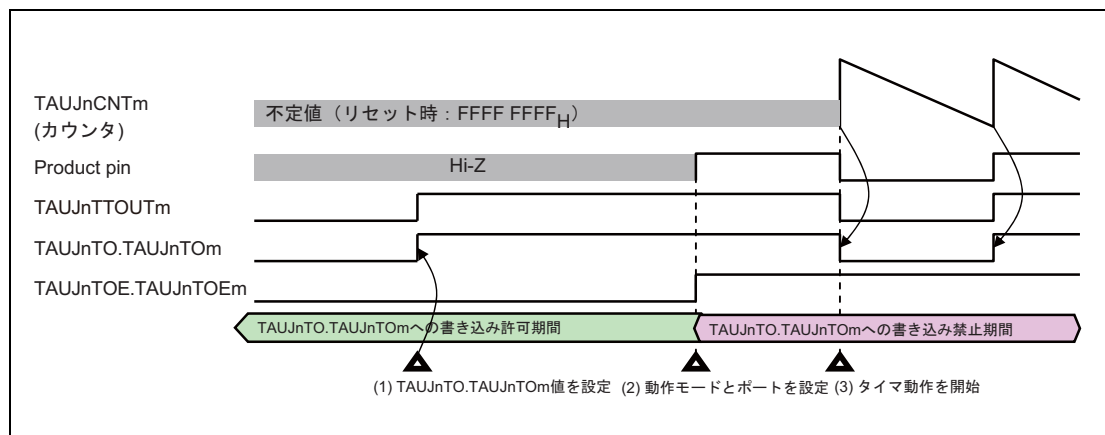 TAUJnCNTm
(カウンタ)
不定値（リセット時：FFFF FFFFH）
Product pin
Hi-Z
TAUJnTTOUTm
TAUJnTO.TAUJnTOm
TAUJnTOE.TAUJnTOEm
TAUJnTO.TAUJnTOmへの書き込み許可期間
TAUJnTO.TAUJnTOmへの書き込み禁止期間
(1) TAUJnTO.TAUJnTOm値を設定
(2) 動作モードとポートを設定
(3) タイマ動作を開始